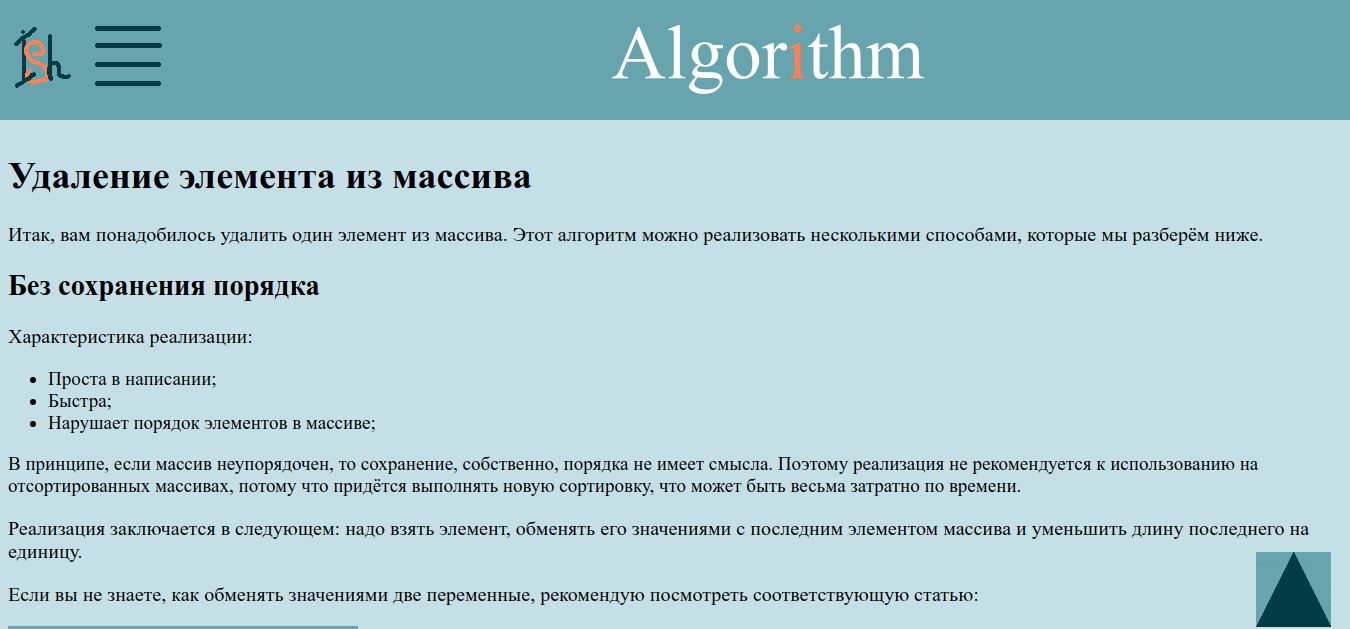 Algorithm
Удаление элемента из массива
Итак, вам понадобилось удалить один элемент из массива. Этот алгоритм можно реализовать несколькими способами, которые мы разберём ниже.
Без сохранения порядка
Характеристика реализации:
Проста в написании;
Быстра;
Нарушает порядок элементов в массиве;
В принципе, если массив неупорядочен, то сохранение, собственно, порядка не имеет смысла. Поэтому реализация не рекомендуется к использованию на
отсортированных массивах, потому что придётся выполнять новую сортировку, что может быть весьма затратно по времени.
Реализация заключается в следующем: надо взять элемент, обменять его значениями с последним элементом массива и уменьшить длину последнего на
единицу.
Если вы не знаете, как обменять значениями две переменные, рекомендую посмотреть соответствующую статью: